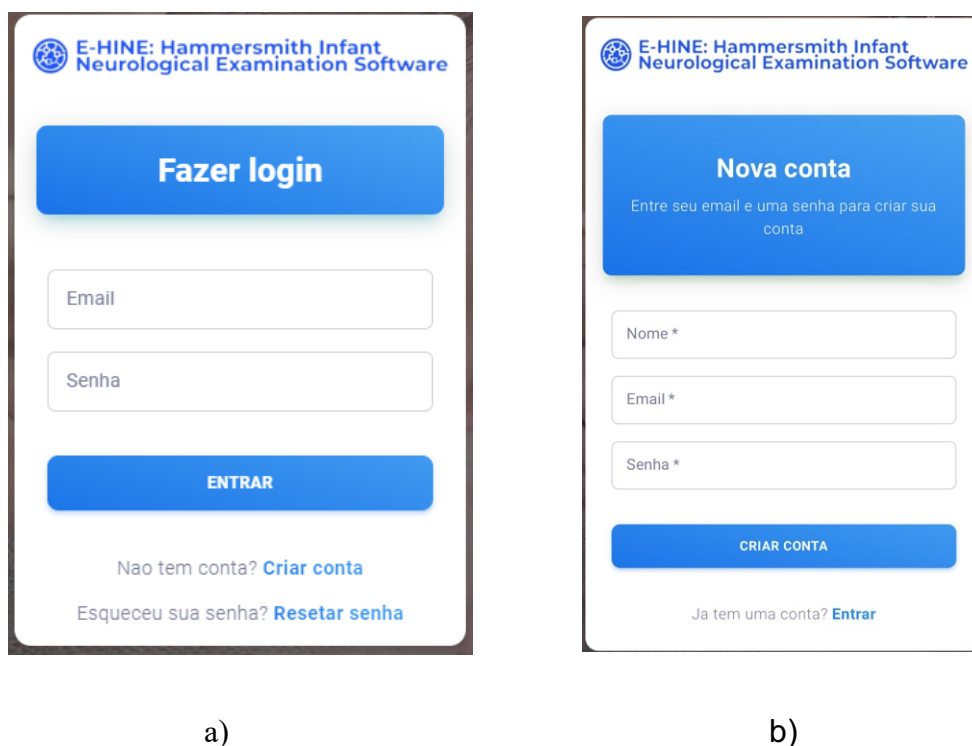 E-HINE: Hammersmith Infant
Neurological Examination Software
Fazer login
Email
Senha
ENTRAR
Nao tem conta? Criar conta
Esqueceu sua senha? Resetar senha
a)
E-HINE: Hammersmith Infant
Neurological Examination Software
Nova conta
Entre seu email e uma senha para criar sua
conta
Nome *
Email *
Senha *
CRIAR CONTA
Ja tem uma conta? Entrar
b)